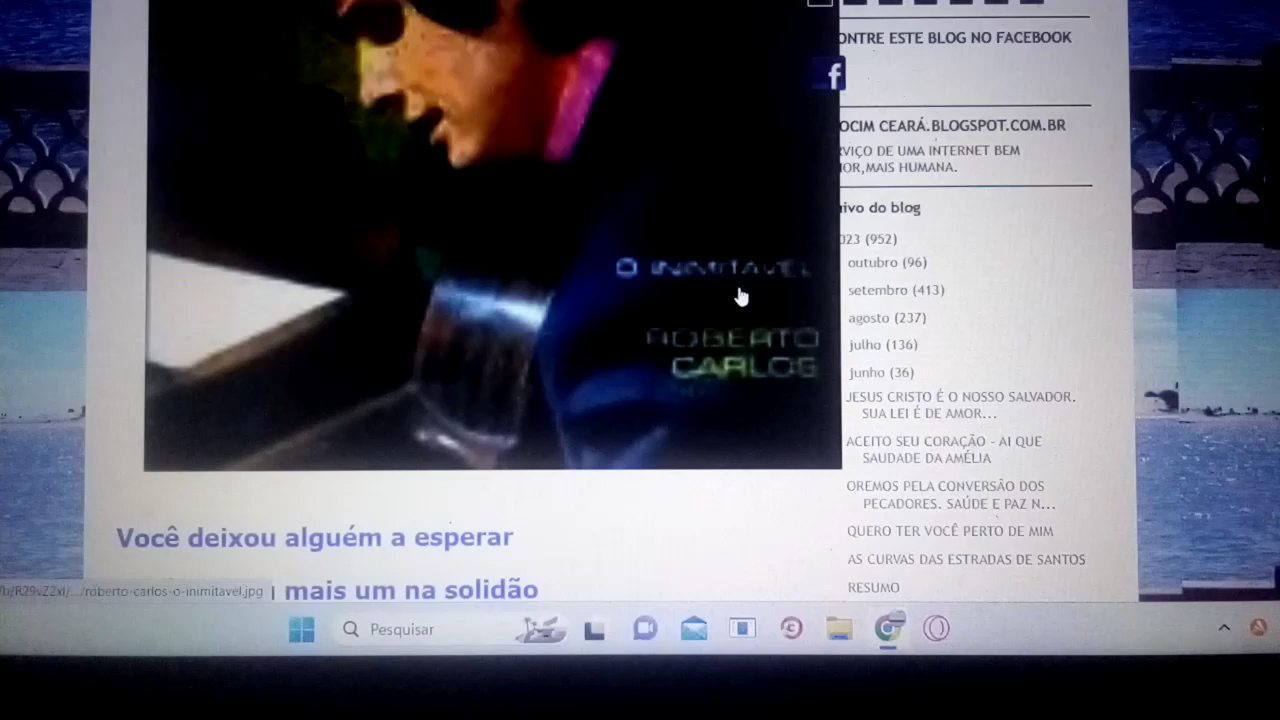 O INIMITAVEL
ROBERTO
CARLOS
Você deixou alguém a esperar
mais um na solidão
ONTRE ESTE BLOG NO FACEBOOK
f
OCIM CEARÁ.BLOGSPOT.COM.BR
RVIÇO DE UMA INTERNET BEM
IOR,MAIS HUMANA.
ivo do blog
023 (952)
outubro (96)
setembro (413)
agosto (237)
julho (136)
junho (36)
JESUS CRISTO É O NOSSO SALVADOR.
SUA LEI É DE AMOR...
ACEITO SEU CORAÇÃO - AI QUE
SAUDADE DA AMÉLIA
OREMOS PELA CONVERSÃO DOS
PECADORES. SAÚDE E PAZ N...
QUERO TER VOCÊ PERTO DE MIM
AS CURVAS DAS ESTRADAS DE SANTOS
RESUMO
/b/R29vZ2xl/.../roberto-carlos-o-inimitavel.jpg
Pesquisar